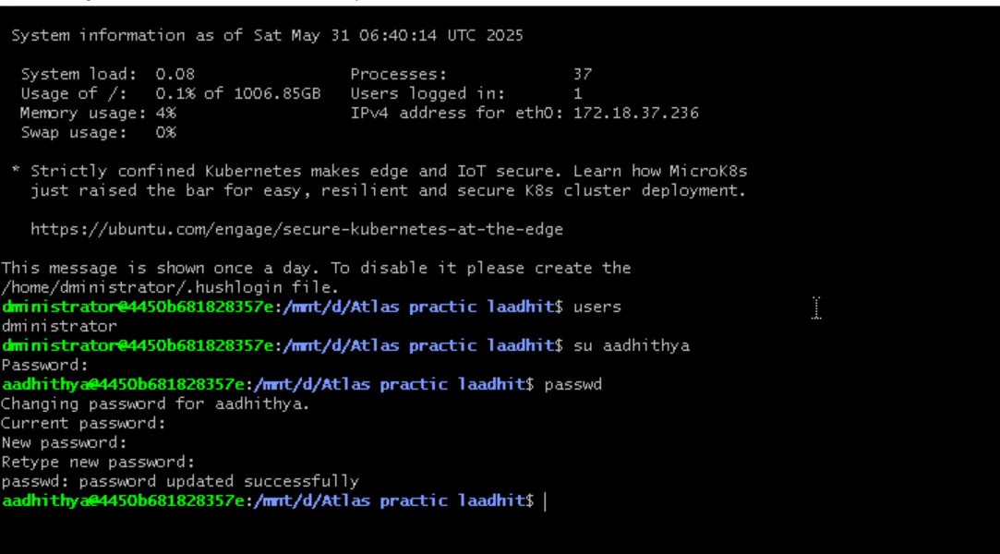 System information as of Sat May 31 06:40:14 UTC 2025
System load: 0.08 Processes: 37
Usage of /: 0.1% of 1006.85GB Users logged in: 1
Memory usage: 4% IPv4 address for eth0: 172.18.37.236
Swap usage: 0%
* Strictly confined Kubernetes makes edge and IoT secure. Learn how MicroK8s
just raised the bar for easy, resilient and secure K8s cluster deployment.
https://ubuntu.com/engage/secure-kubernetes-at-the-edge
This message is shown once a day. To disable it please create the
/home/dministrator/.hushlogin file.
dministrator@4450b681828357e:/mnt/d/Atlas practic laadhit$ users
dministrator
dministrator@4450b681828357e:/mnt/d/Atlas practic laadhit$ su aadhithya
Password:
aadhithya@4450b681828357e:/mnt/d/Atlas practic laadhit$ passwd
Changing password for aadhithya.
Current password:
New password:
Retype new password:
passwd: password updated successfully
aadhithya@4450b681828357e:/mnt/d/Atlas practic laadhit$